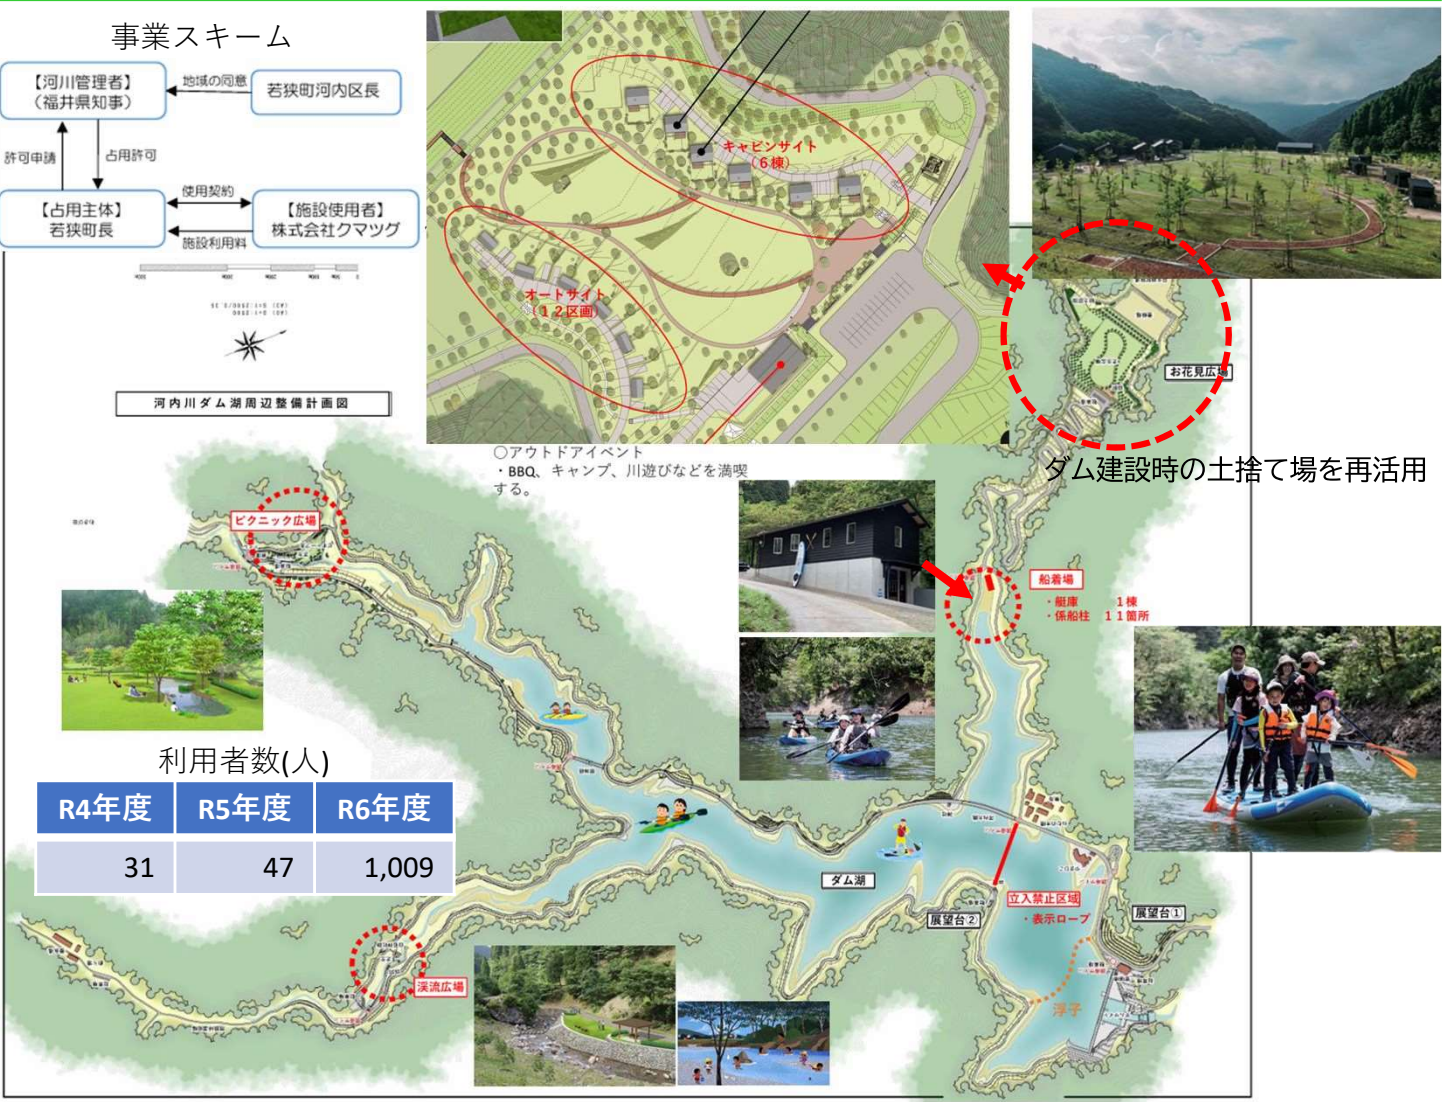 事業スキーム
【河川管理者】
（福井県知事）
地域の同意
若狭町河内区長
許可申請
占用許可
【占用主体】
若狭町長
使用契約
施設利用料
【施設使用者】
株式会社クマツグ
河内川ダム湖周辺整備計画図
キャビンサイト
（６棟）
オートサイト
（１２区画）
○アウトドアイベント
・BBQ、キャンプ、川遊びなどを満喫
する。
お花見広場
ダム建設時の土捨て場を再活用
ピクニック広場
船着場
・艇庫　　　１棟
・係船柱　１１箇所
利用者数(人)
R4年度 R5年度 R6年度
31 47 1,009
ダム湖
立入禁止区域
・表示ロープ
展望台②
展望台①
浮子
渓流広場